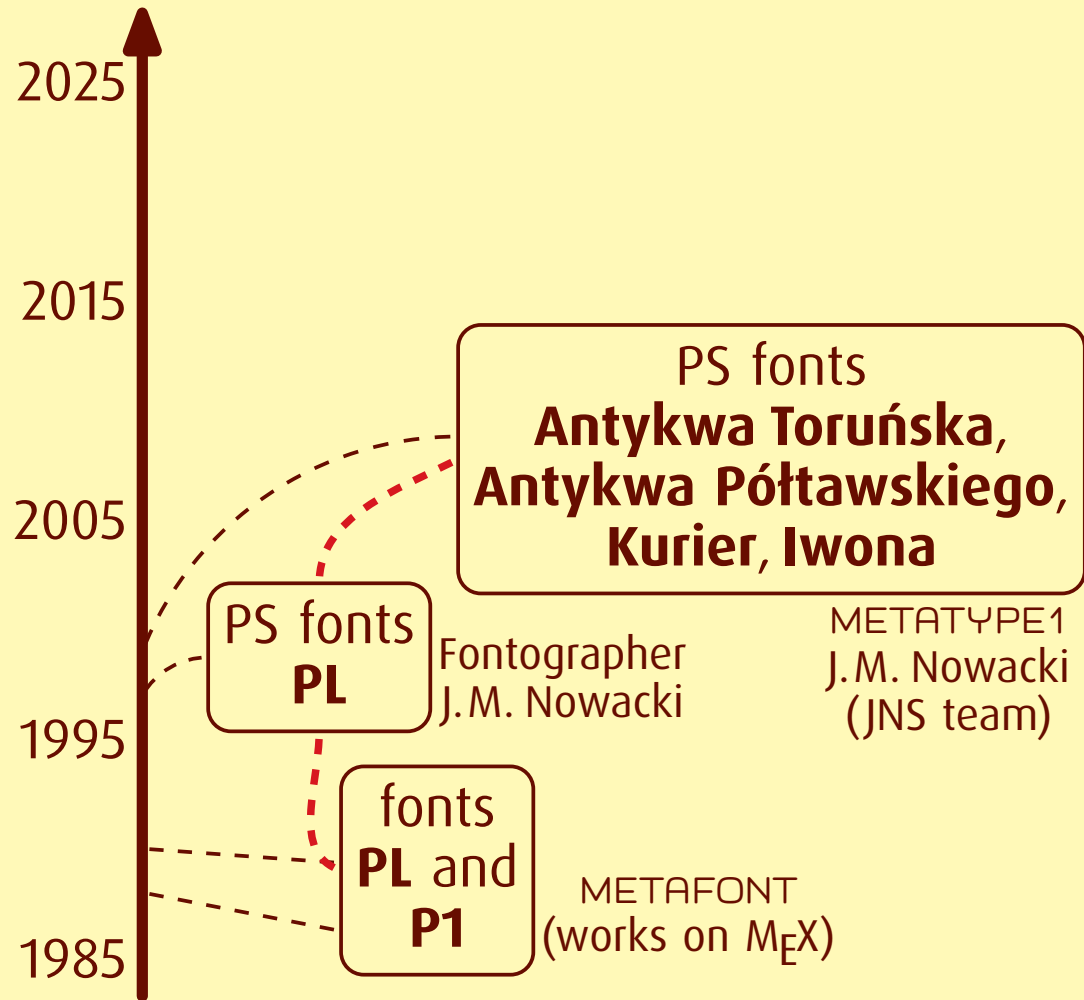 2025
2015
PS fonts
Antykwa Toruńska,
Antykwa Półtawskiego,
Kurier, Iwona
2005
METATYPE1
J.M. Nowacki
(JNS team)
PS fonts
PL
Fontographer
J.M. Nowacki
1995
fonts
PL and
P1
METAFONT
(works on MEX)
1985